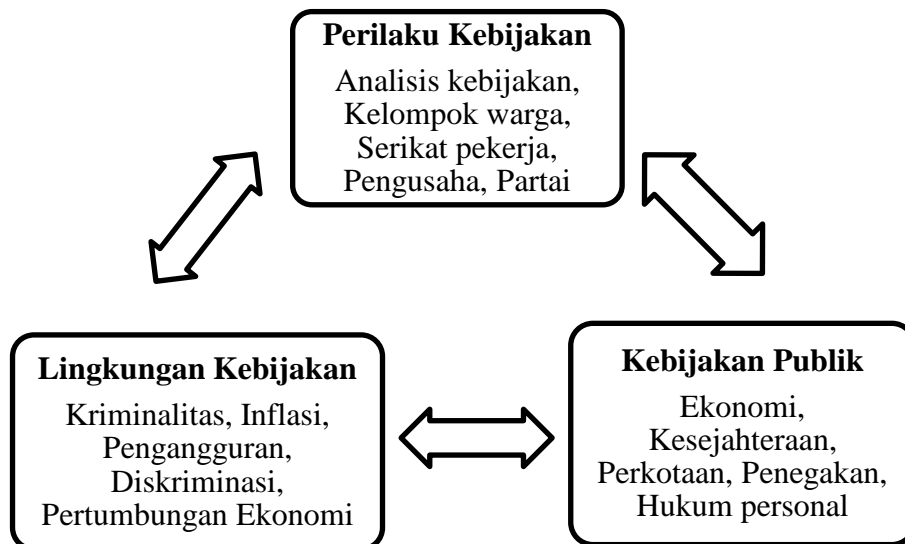 Perilaku Kebijakan
Analisis kebijakan,
Kelompok warga,
Serikat pekerja,
Pengusaha, Partai
Lingkungan Kebijakan
Kriminalitas, Inflasi,
Pengangguran,
Diskriminasi,
Pertumbungan Ekonomi
Kebijakan Publik
Ekonomi,
Kesejahteraan,
Perkotaan, Penegakan,
Hukum personal